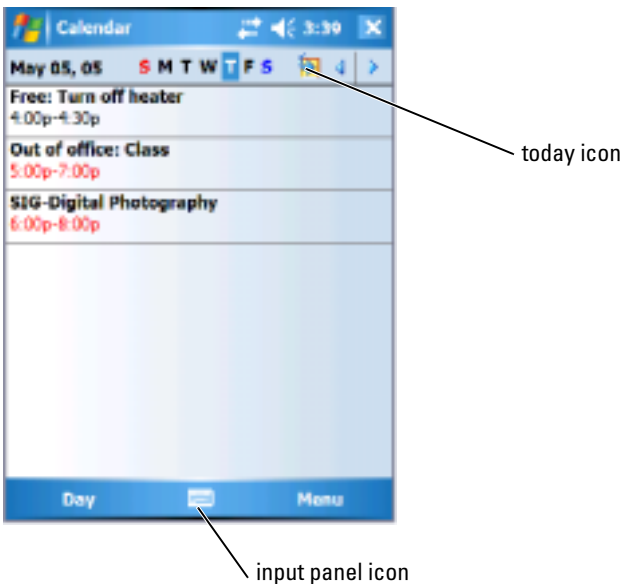 Calendar 3:39
May 05, 05 S M T W T F S
Free: Turn off heater
4:00p-4:30p
Out of office: Class
5:00p-7:00p
SIG-Digital Photography
6:00p-8:00p
today icon
Day Menu
input panel icon